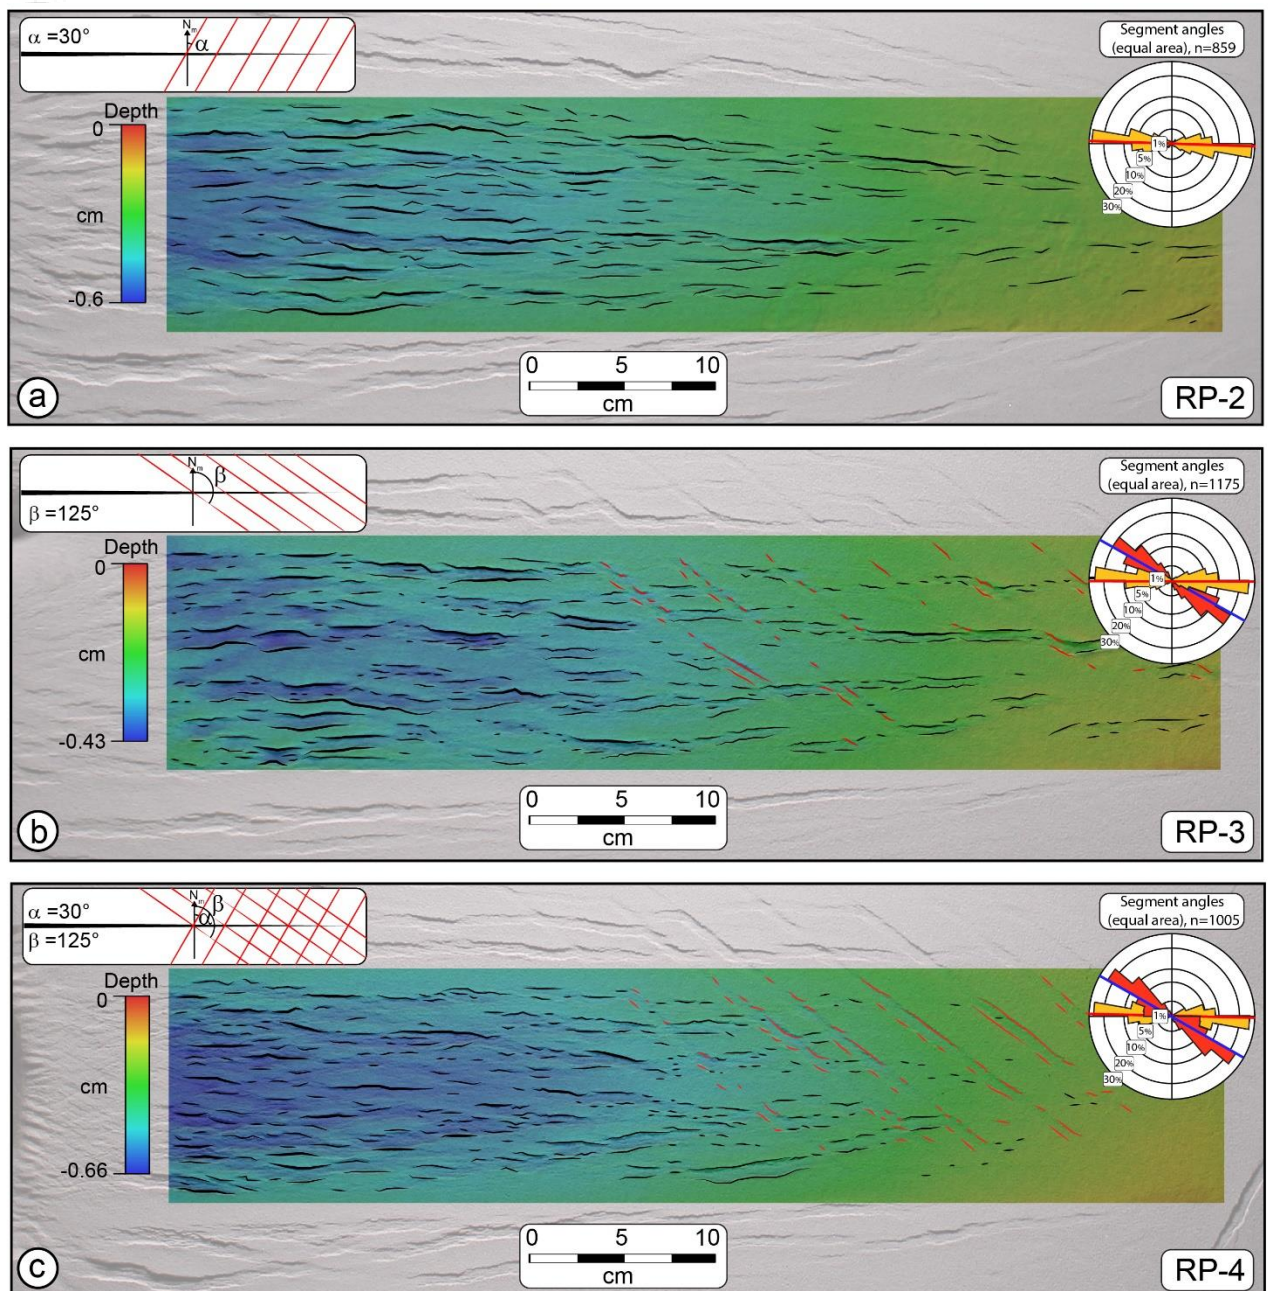 α =30°
Nm
α
Segment angles
(equal area), n=859
Depth
0
cm
-0.6
1%
5%
10%
20%
30%
0 5 10
cm
a
RP-2
Nm
β
β =125°
Segment angles
(equal area), n=1175
Depth
0
cm
-0.43
1%
5%
10%
20%
30%
0 5 10
cm
b
RP-3
α =30°
β =125°
Nm
β
α
Segment angles
(equal area), n=1005
Depth
0
cm
-0.66
1%
5%
10%
20%
30%
0 5 10
cm
c
RP-4